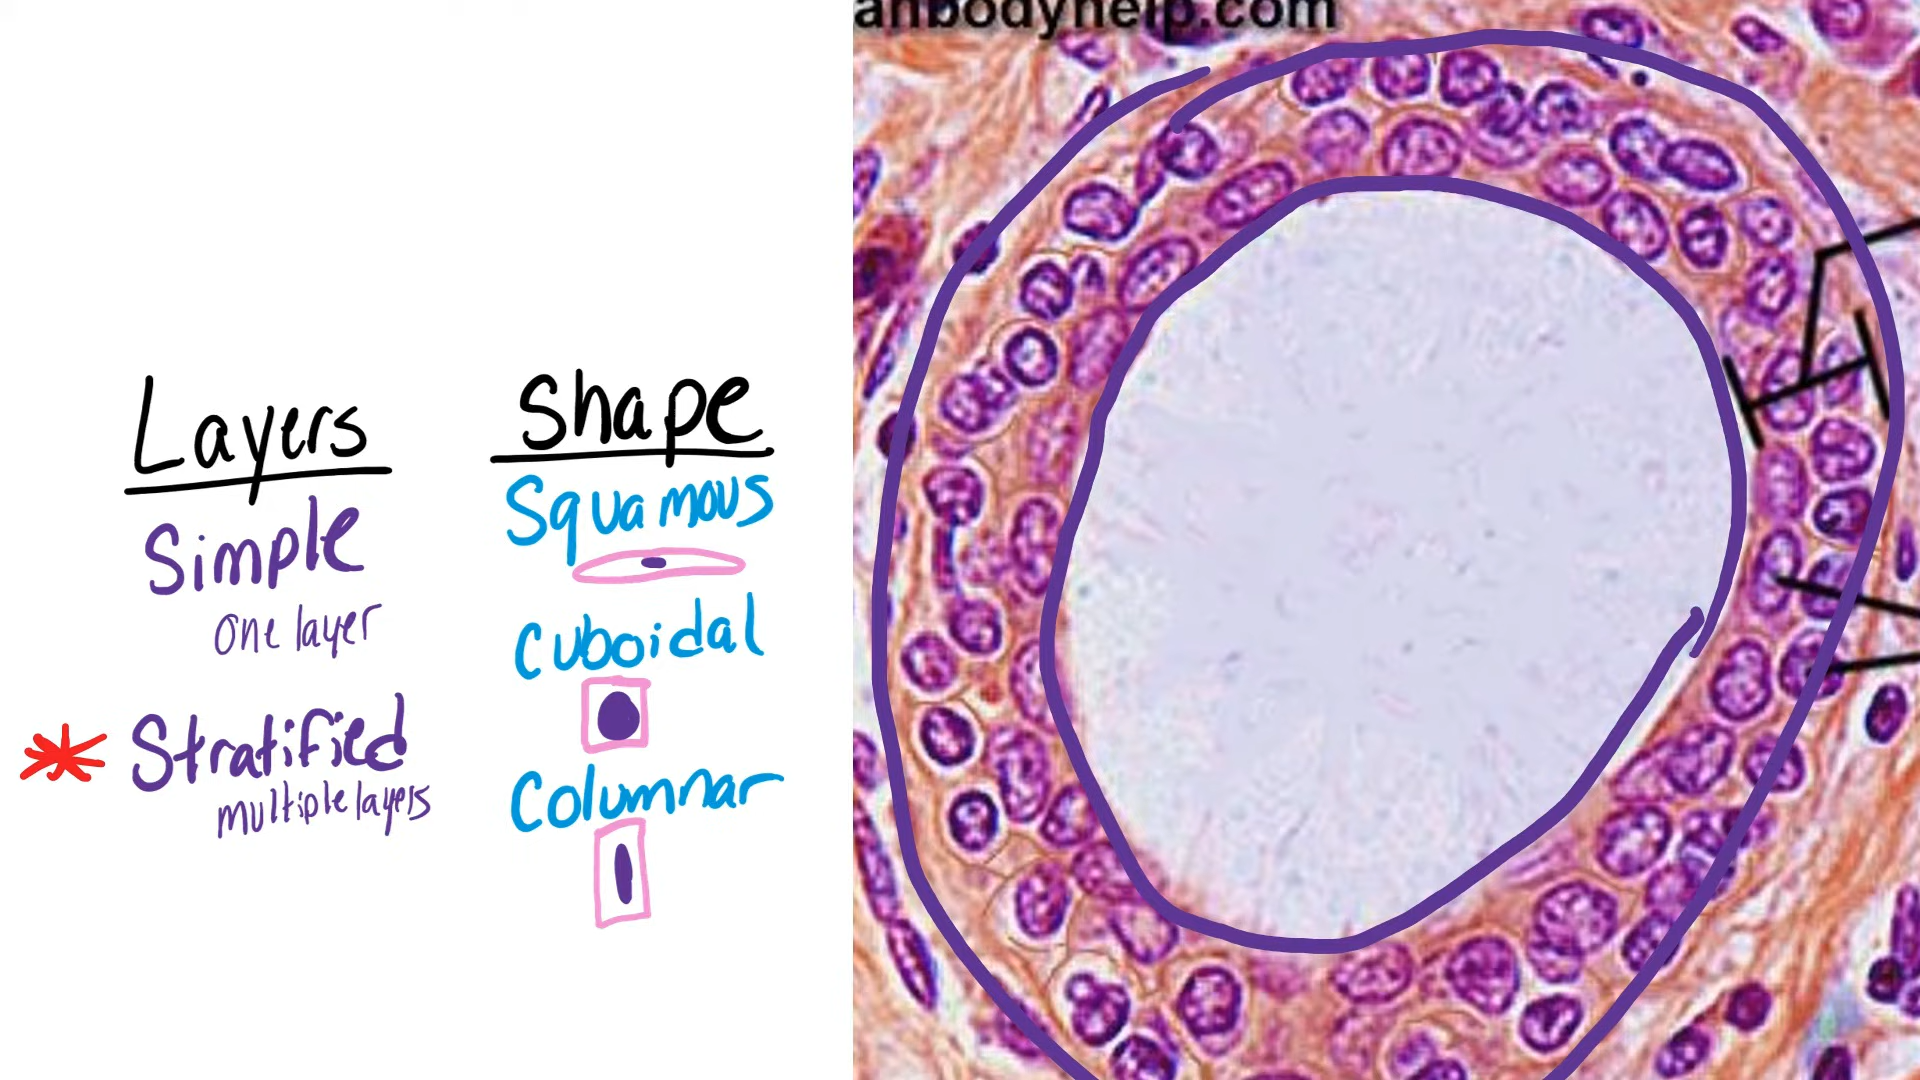 anbodyhelp.com
Layers
Simple
one layer
Stratified
multiple layers
Shape
Squamous
Cuboidal
Columnar